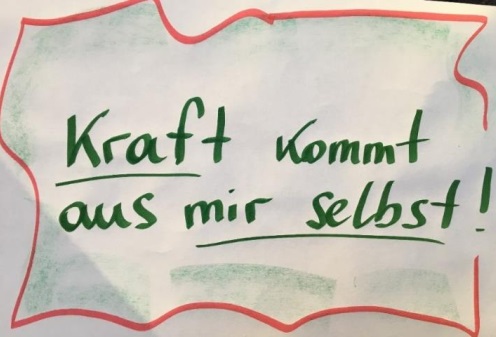 Kraft kommt
aus mir selbst!